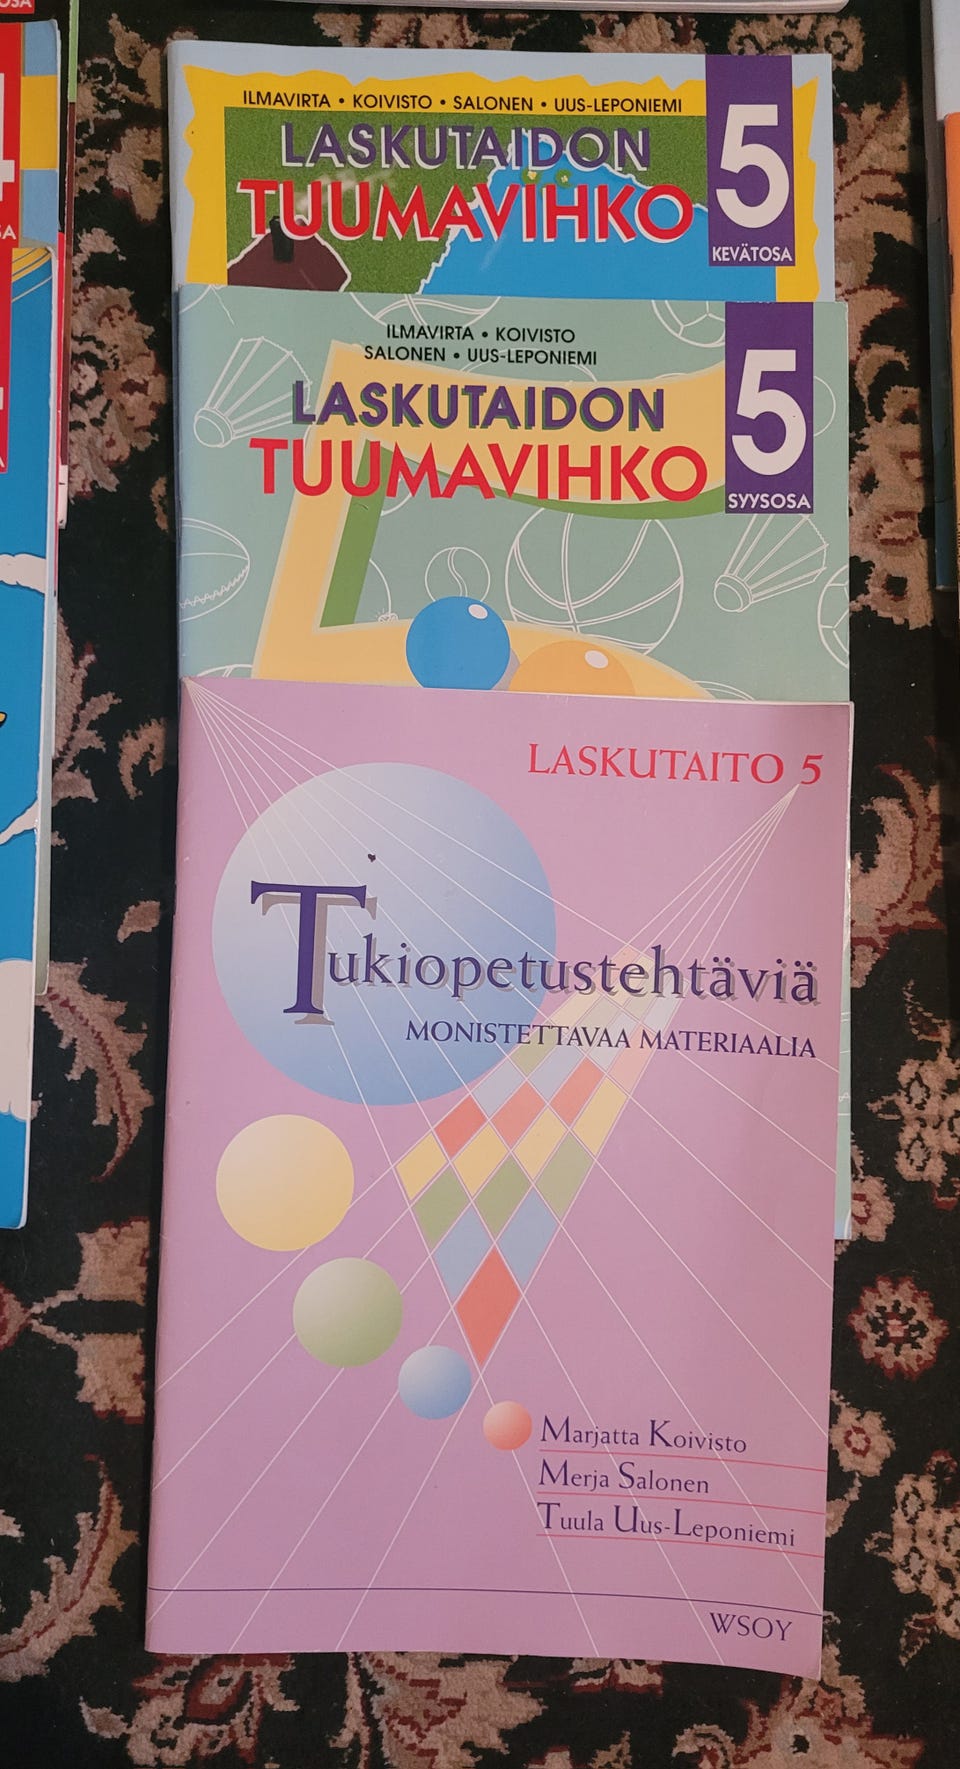 ILMAVIRTA • KOIVISTO • SALONEN • UUS-LEPONIEMI
LASKUTAIDON
TUUMAVIHKO
5
KEVÄTOSA
ILMAVIRTA • KOIVISTO
SALONEN • UUS-LEPONIEMI
LASKUTAIDON
TUUMAVIHKO
5
SYYSOSA
LASKUTAITO 5
Tukiopetustehtäviä
MONISTETTAVAA MATERIAALIA
Marjatta Koivisto
Merja Salonen
Tuula Uus-Leponiemi
WSOY